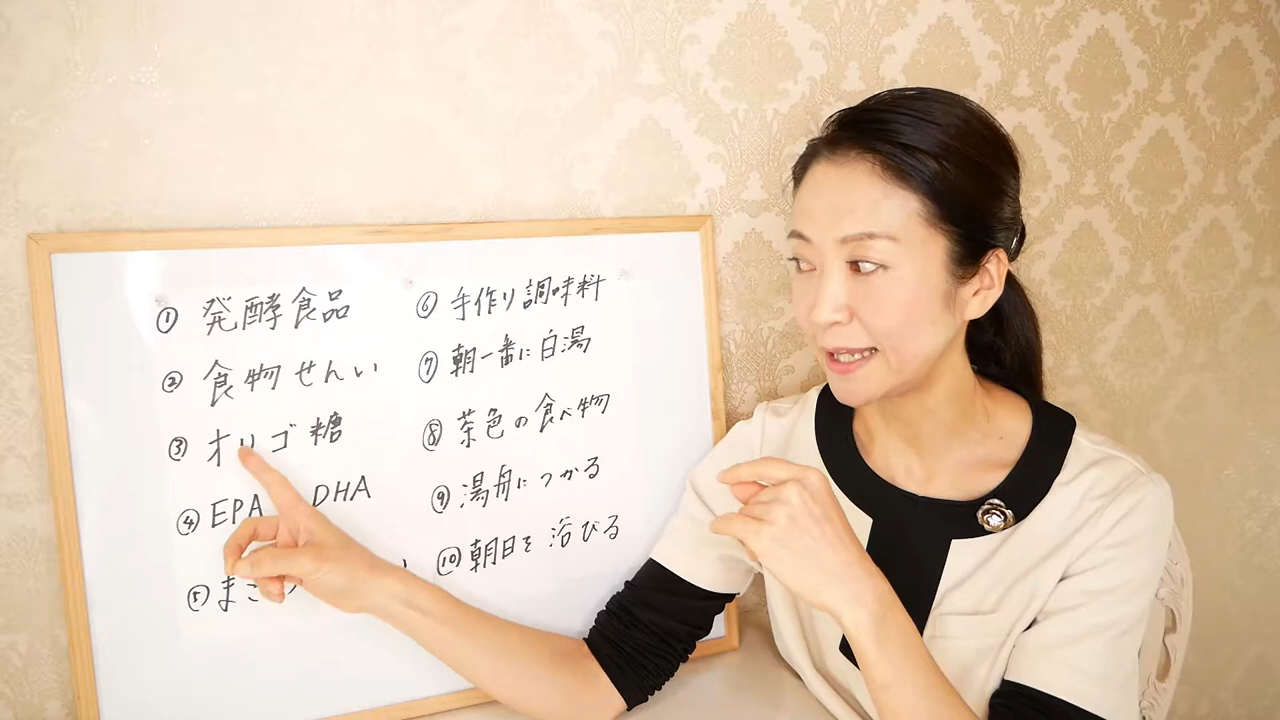 ① 発酵食品
② 食物せんい
③ オリゴ糖
④ EPA DHA
⑤ まご
⑥ 手作り調味料
⑦ 朝一番に白湯
⑧ 茶色の食べ物
⑨ 湯舟につかる
⑩ 朝日を浴びる